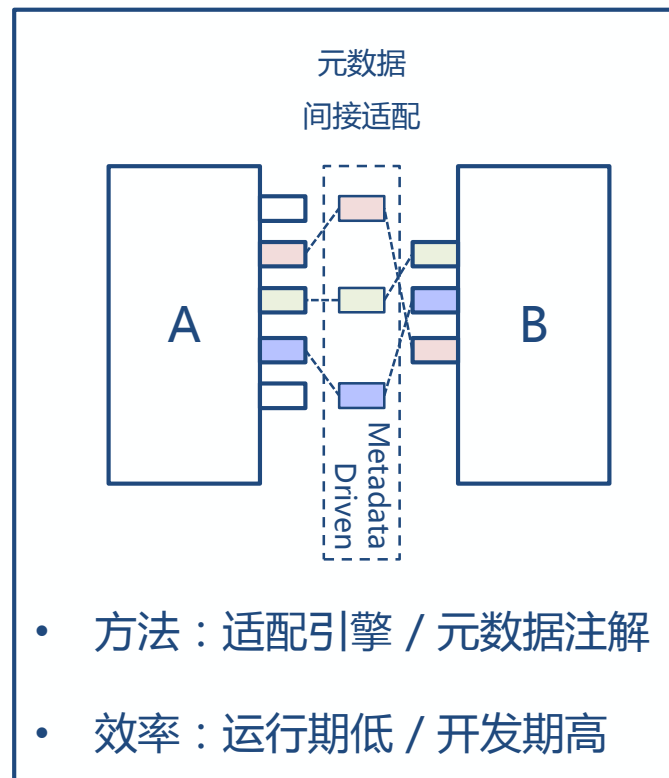 元数据
间接适配
A
B
Metadata
Driven
• 方法：适配引擎 / 元数据注解
• 效率：运行期低 / 开发期高